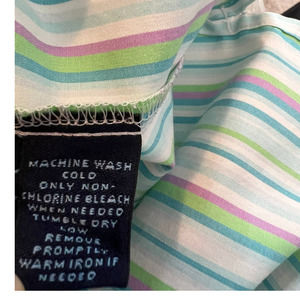 MACHINE WASH
COLD
ONLY NON-
CHLORINE BLEACH
WHEN NEEDED
TUMBLE DRY
LOW
REMOVE
PROMPTLY
WARM IRON IF
NEEDED